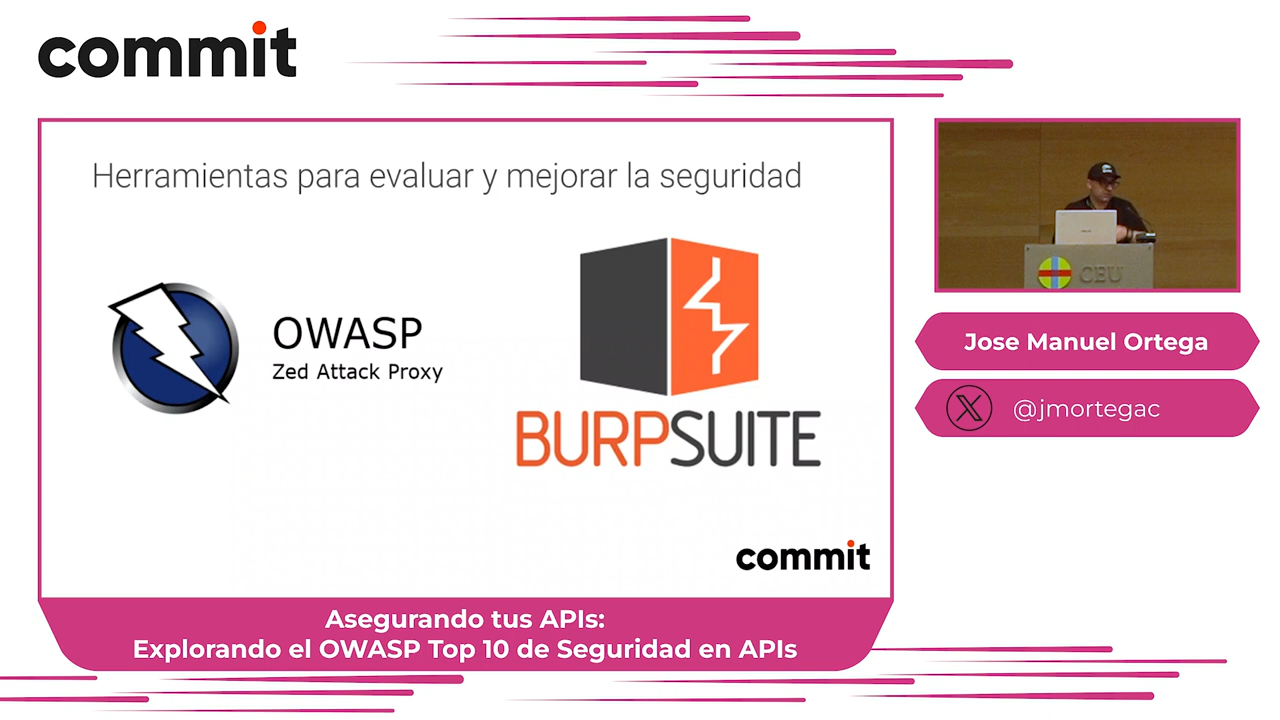 commit
Herramientas para evaluar y mejorar la seguridad
OWASP
Zed Attack Proxy
BURPSUITE
commit
Asegurando tus APIs:
Explorando el OWASP Top 10 de Seguridad en APIs
CEU
Jose Manuel Ortega
@jmortegac